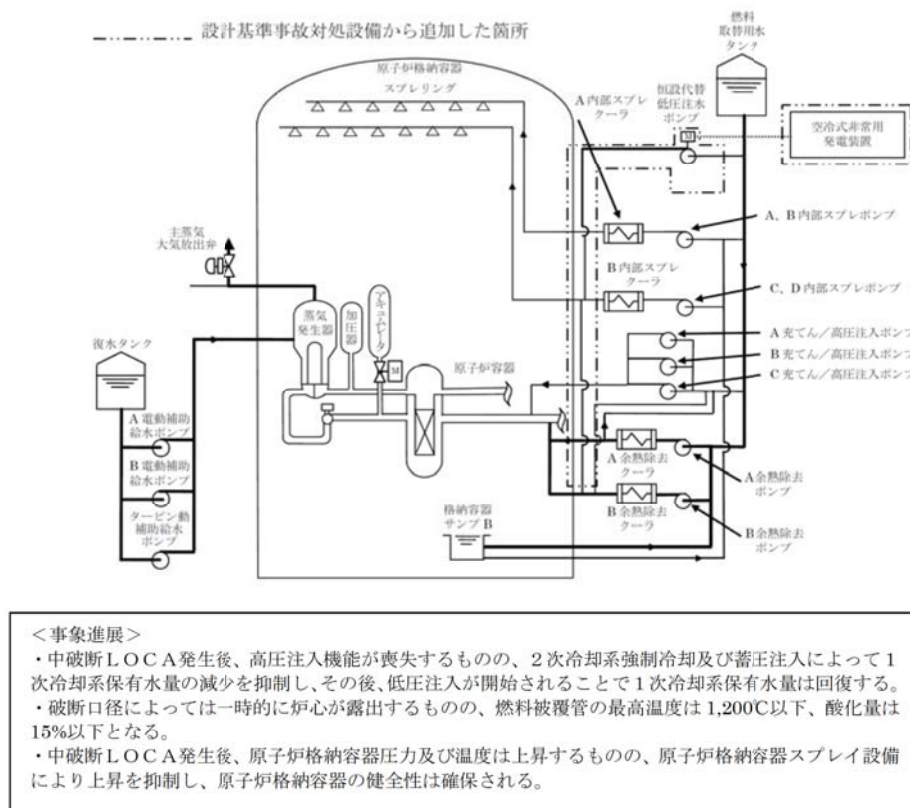 設計基準事故対処設備から追加した箇所
燃料
取替用水
タンク
原子炉格納容器
スプレイリング
A内部スプレ
クーラ
恒設代替
低圧注水
ポンプ
M
空冷式非常用
発電装置
A、B内部スプレポンプ
主蒸気
大気放出弁
B内部スプレ
クーラ
C、D内部スプレポンプ
蒸気
発生器
加圧器
アキュムレータ
M
原子炉容器
A充てん／高圧注入ポンプ
B充てん／高圧注入ポンプ
C充てん／高圧注入ポンプ
復水タンク
A電動補助
給水ポンプ
B電動補助
給水ポンプ
タービン動
補助給水
ポンプ
A余熱除去
クーラ
A余熱除去
ポンプ
格納容器
サンプB
B余熱除去
クーラ
B余熱除去
ポンプ
＜事象進展＞
・中破断ＬＯＣＡ発生後、高圧注入機能が喪失するものの、２次冷却系強制冷却及び蓄圧注入によって１
次冷却系保有水量の減少を抑制し、その後、低圧注入が開始されることで１次冷却系保有水量は回復する。
・破断口径によっては一時的に炉心が露出するものの、燃料被覆管の最高温度は 1,200℃以下、酸化量は
15%以下となる。
・中破断ＬＯＣＡ発生後、原子炉格納容器圧力及び温度は上昇するものの、原子炉格納容器スプレイ設備
により上昇を抑制し、原子炉格納容器の健全性は確保される。